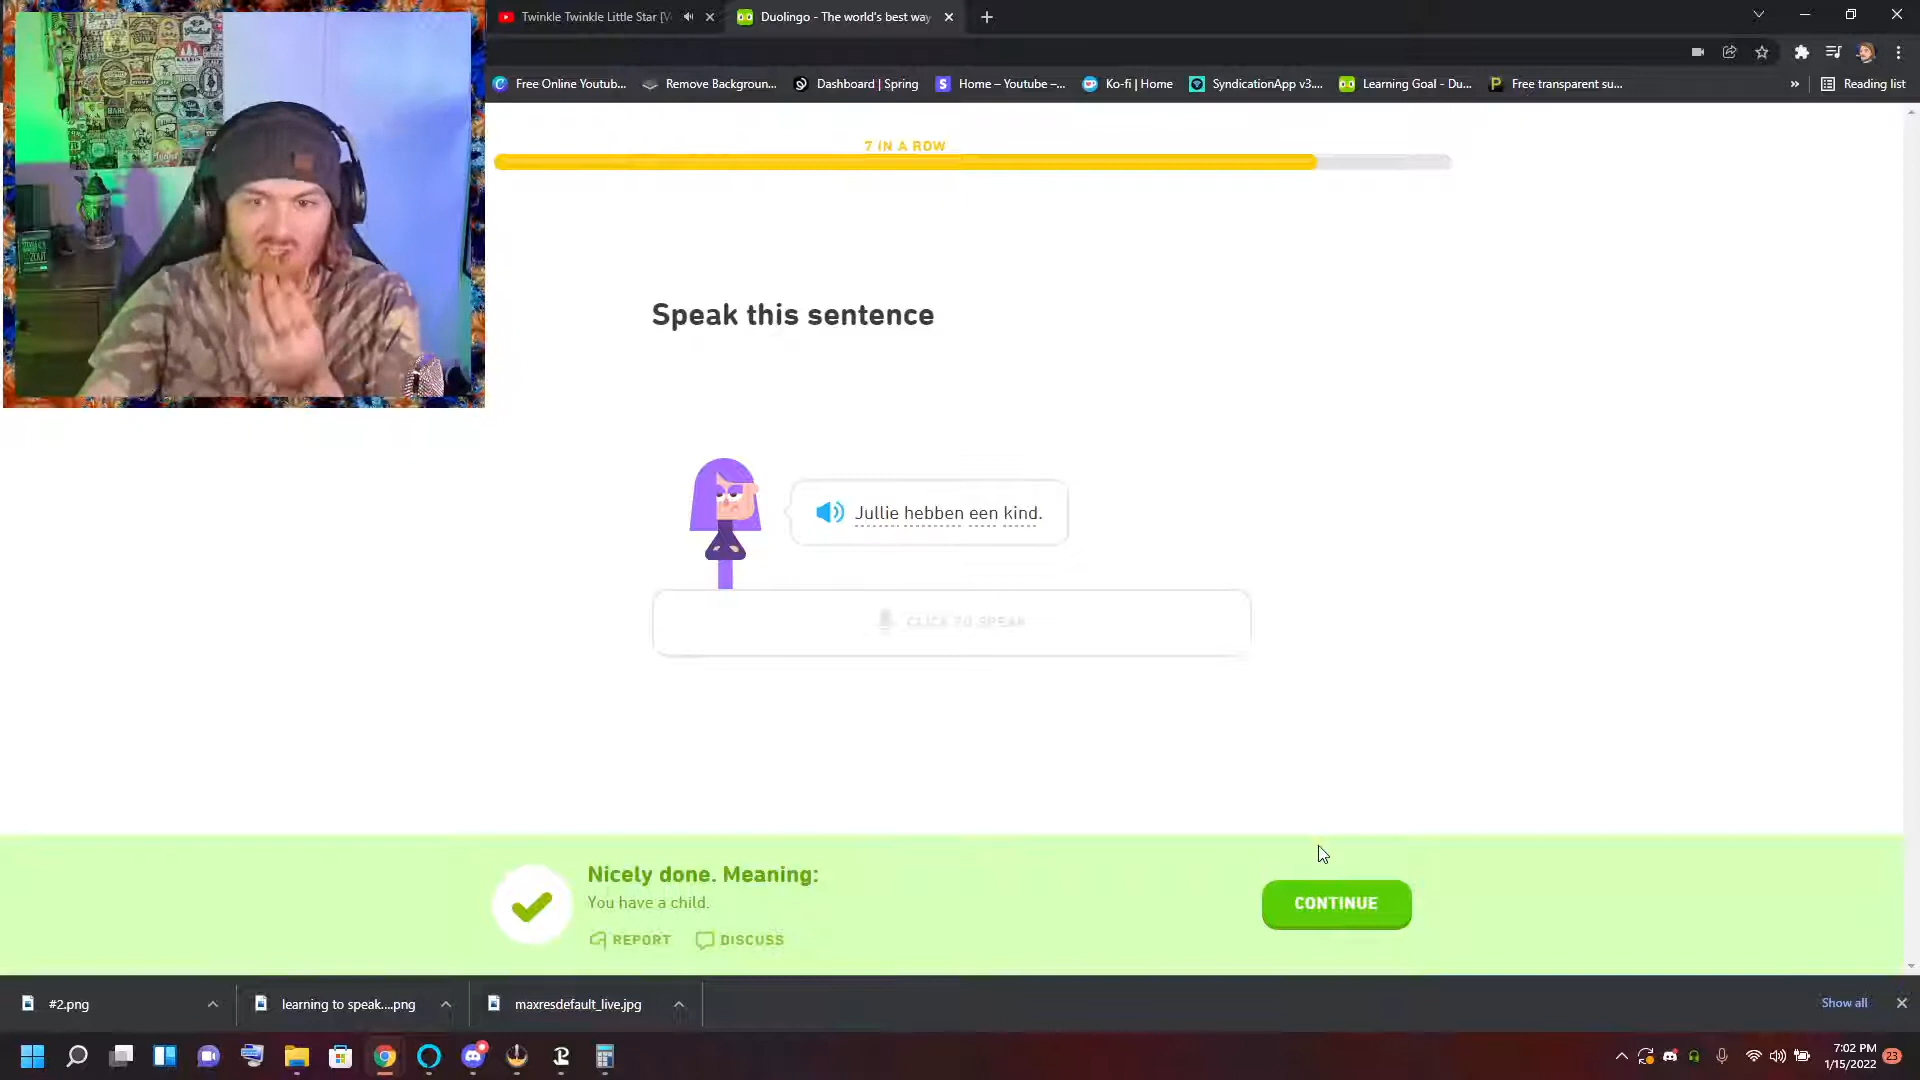 Twinkle Twinkle Little Star [V
Duolingo - The world's best way
Free Online Youtub...
Remove Backgroun...
Dashboard | Spring
Home – Youtube –...
Ko-fi | Home
SyndicationApp v3....
Learning Goal - Du...
Free transparent su...
»
Reading list
7 IN A ROW
Speak this sentence
Jullie hebben een kind.
CLICK TO SPEAK
Nicely done. Meaning:
You have a child.
REPORT
DISCUSS
CONTINUE
#2.png
learning to speak....png
maxresdefault_live.jpg
Show all
7:02 PM
1/15/2022
23